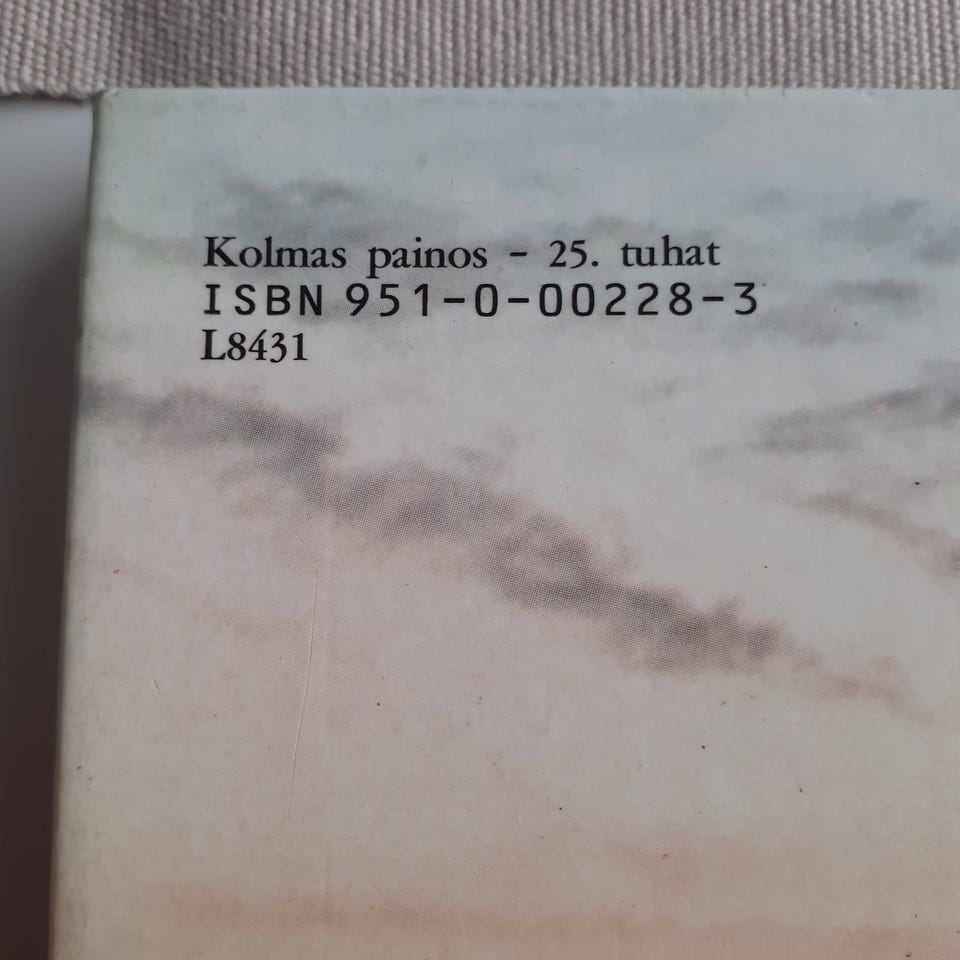 Kolmas painos - 25. tuhat
ISBN 951-0-00228-3
L8431